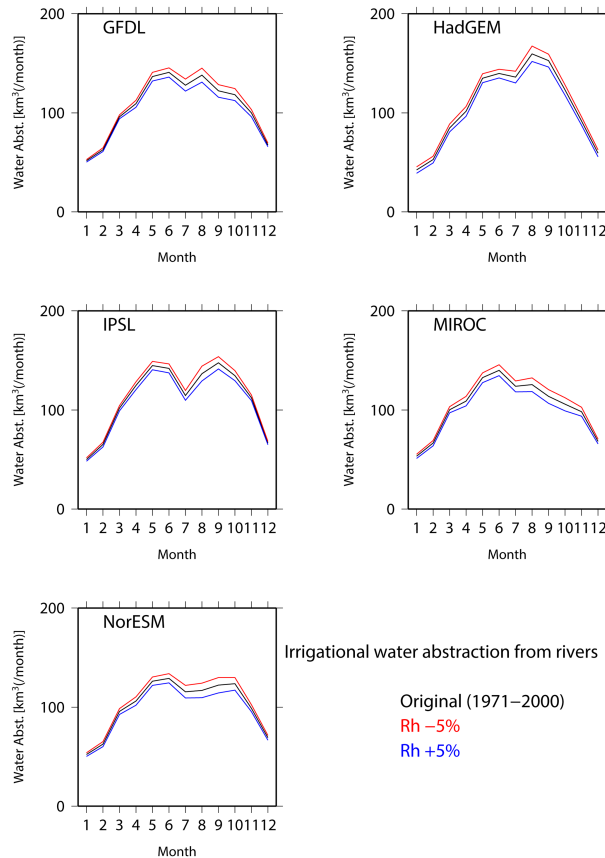 200
GFDL
Water Abst. [km3(/month)]
100
0
1 2 3 4 5 6 7 8 9 10 11 12
Month
200
HadGEM
Water Abst. [km3(/month)]
100
0
1 2 3 4 5 6 7 8 9 10 11 12
Month
200
IPSL
Water Abst. [km3(/month)]
100
0
1 2 3 4 5 6 7 8 9 10 11 12
Month
200
MIROC
Water Abst. [km3(/month)]
100
0
1 2 3 4 5 6 7 8 9 10 11 12
Month
200
NorESM
Water Abst. [km3(/month)]
100
0
1 2 3 4 5 6 7 8 9 10 11 12
Month
Irrigational water abstraction from rivers
Original (1971−2000)
Rh −5%
Rh +5%